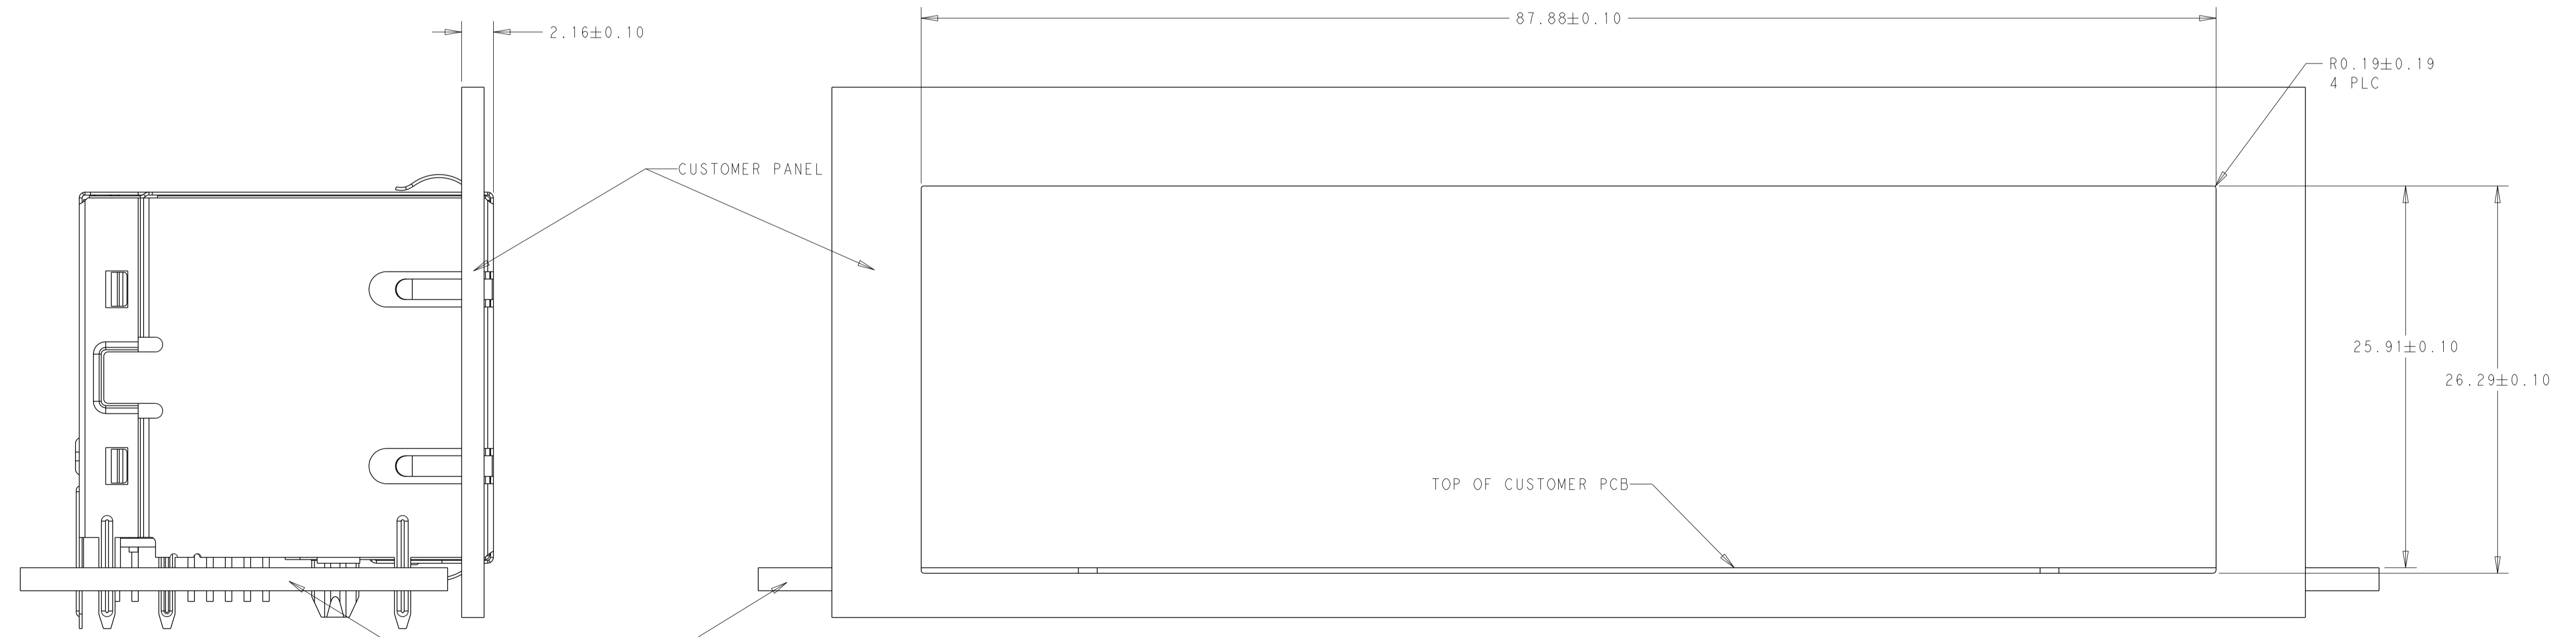 2.16±0.10
87.88±0.10
R0.19±0.19
4 PLC
CUSTOMER PANEL
25.91±0.10
26.29±0.10
TOP OF CUSTOMER PCB